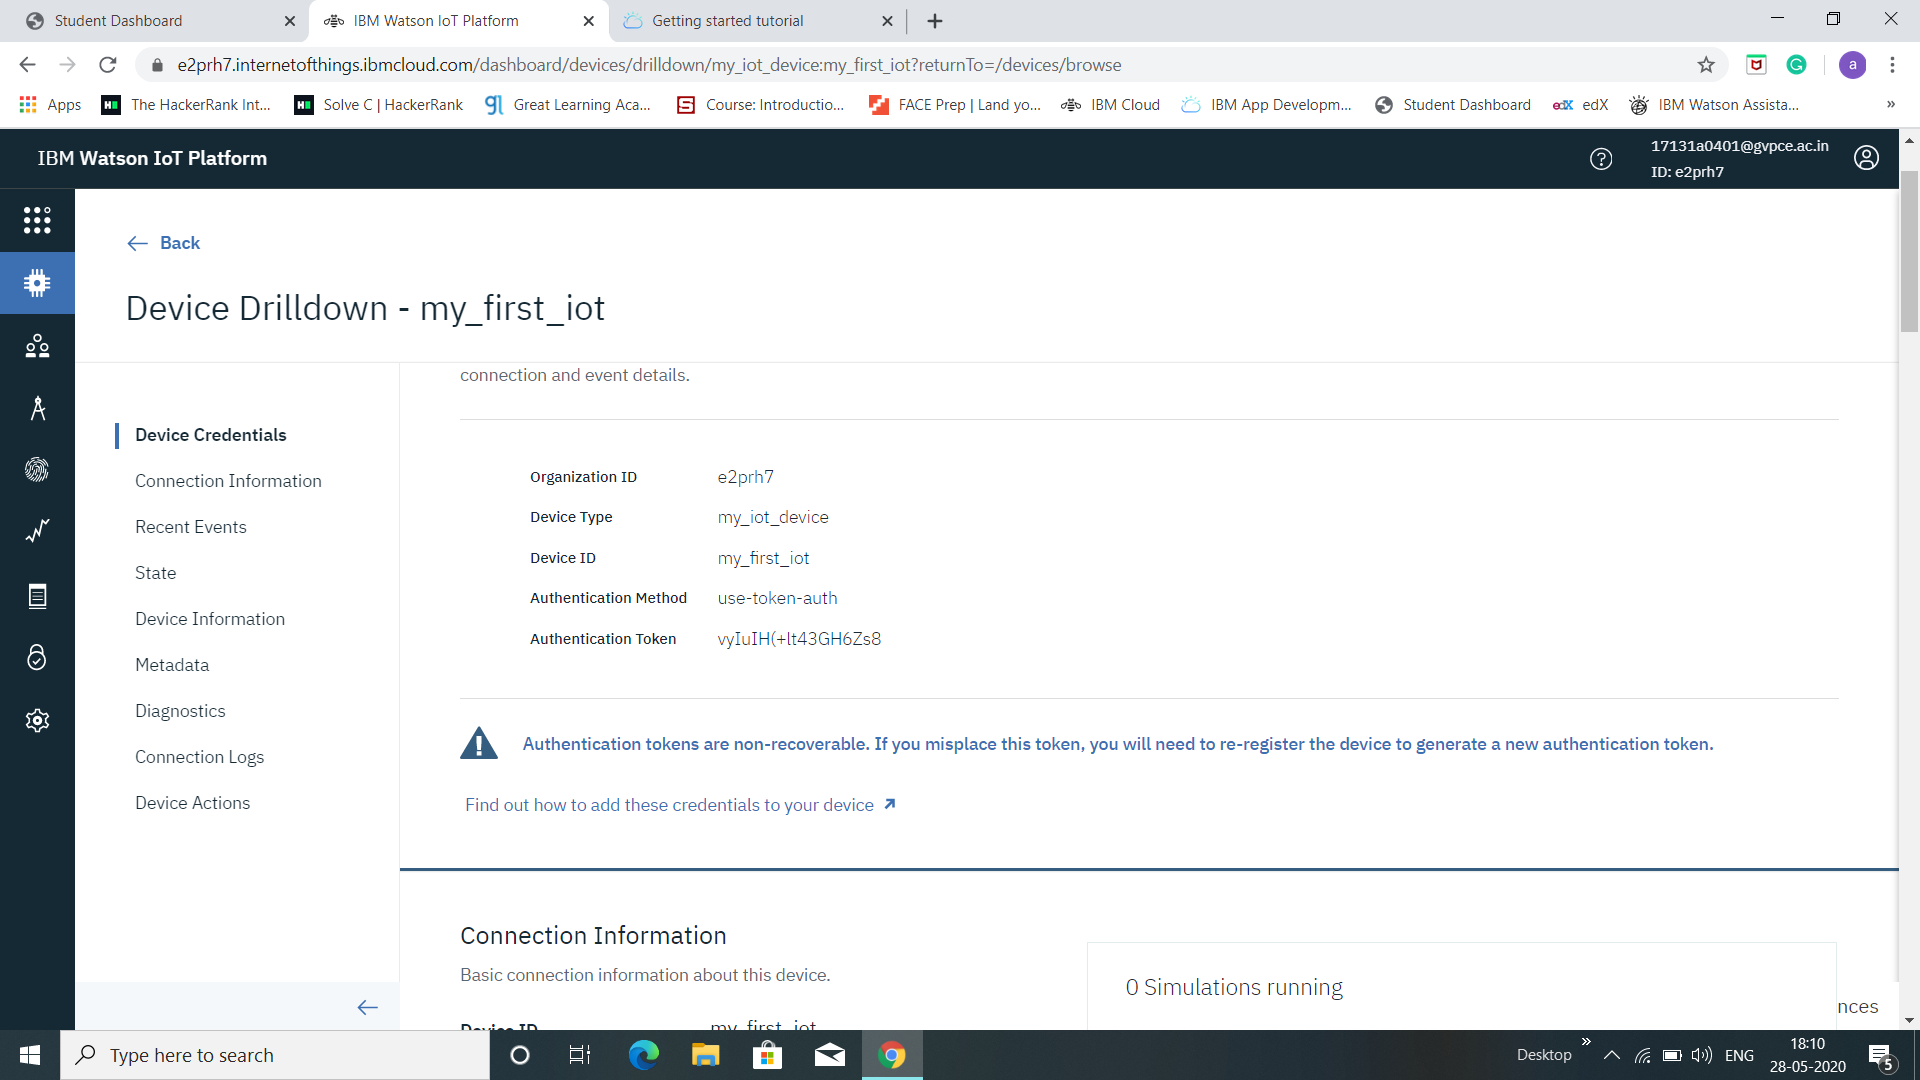 Student Dashboard
IBM Watson IoT Platform
Getting started tutorial
e2prh7.internetofthings.ibmcloud.com/dashboard/devices/drilldown/my_iot_device:my_first_iot?returnTo=/devices/browse
a
Apps
The HackerRank Int...
Solve C | HackerRank
Great Learning Aca...
Course: Introductio...
FACE Prep | Land yo...
IBM Cloud
IBM App Developm...
Student Dashboard
edX
IBM Watson Assista...
»
IBM Watson IoT Platform
17131a0401@gvpce.ac.in
ID: e2prh7
Back
Device Drilldown - my_first_iot
connection and event details.
Device Credentials
Connection Information
Recent Events
State
Device Information
Metadata
Diagnostics
Connection Logs
Device Actions
Organization ID e2prh7
Device Type my_iot_device
Device ID my_first_iot
Authentication Method use-token-auth
Authentication Token vyIuIH(+lt43GH6Zs8
Authentication tokens are non-recoverable. If you misplace this token, you will need to re-register the device to generate a new authentication token.
Find out how to add these credentials to your device
Connection Information
Basic connection information about this device.
Device ID my_first_iot
0 Simulations running
nces
Type here to search
Desktop
»
ENG
18:10
28-05-2020
5